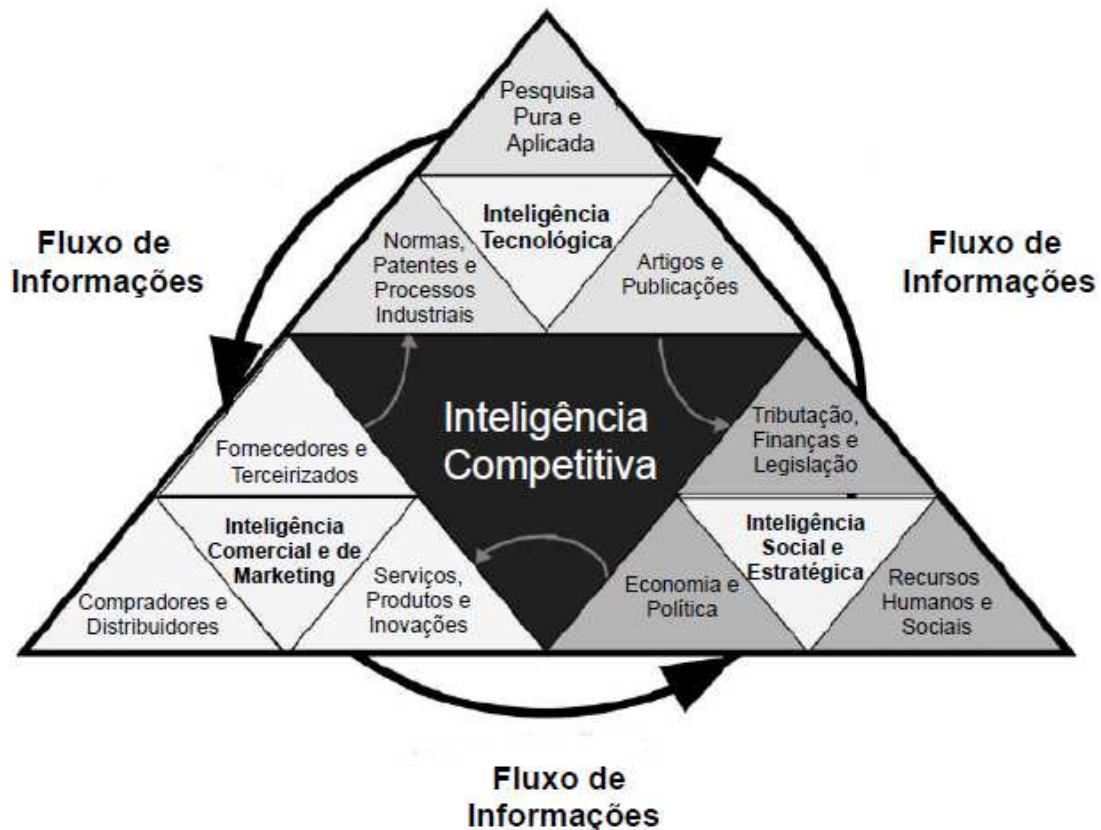 Pesquisa
Pura e
Aplicada
Inteligência
Tecnológica
Normas,
Patentes e
Processos
Industriais
Artigos e
Publicações
Fluxo de
Informações
Fluxo de
Informações
Inteligência
Competitiva
Fornecedores e
Terceirizados
Inteligência
Comercial e de
Marketing
Compradores e
Distribuidores
Serviços,
Produtos e
Inovações
Tributação,
Finanças e
Legislação
Inteligência
Social e
Estratégica
Economia e
Política
Recursos
Humanos e
Sociais
Fluxo de
Informações